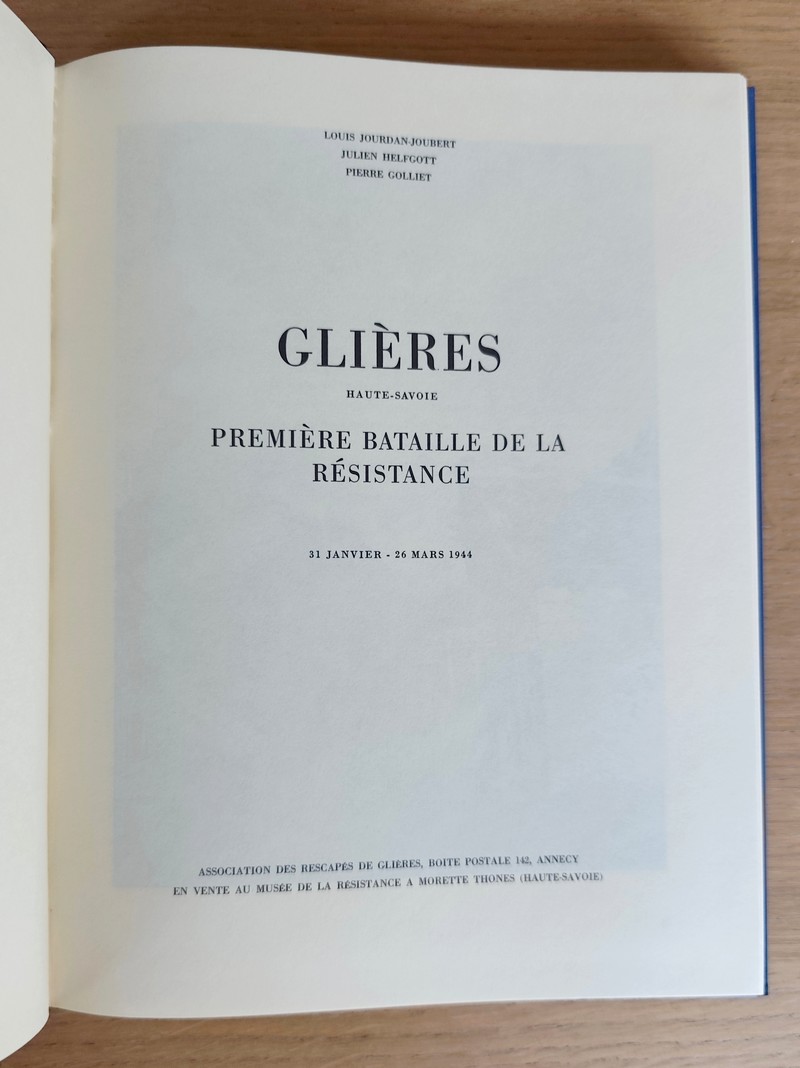 LOUIS JOURDAN-JOUBERT
JULIEN HELFGOTT
PIERRE GOLLIET
GLIÈRES
HAUTE-SAVOIE
PREMIÈRE BATAILLE DE LA
RÉSISTANCE
31 JANVIER - 26 MARS 1944
ASSOCIATION DES RESCAPÉS DE GLIÈRES, BOITE POSTALE 142, ANNECY
EN VENTE AU MUSÉE DE LA RÉSISTANCE A MORETTE THONES (HAUTE-SAVOIE)